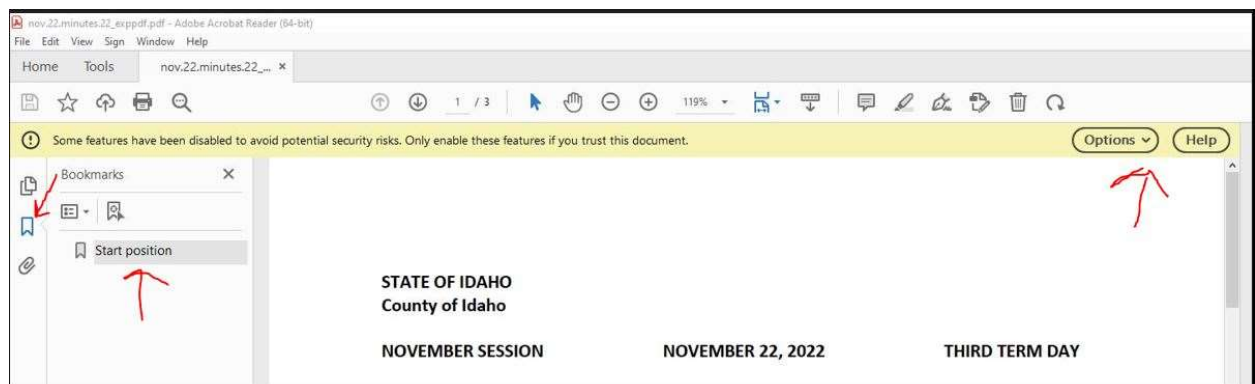 nov.22.minutes.22_exppdf.pdf - Adobe Acrobat Reader (64-bit)
File Edit View Sign Window Help
Home Tools nov.22.minutes.22_... ×
1 / 3 119%
Some features have been disabled to avoid potential security risks. Only enable these features if you trust this document. Options Help
Bookmarks ×
Start position
STATE OF IDAHO
County of Idaho
NOVEMBER SESSION NOVEMBER 22, 2022 THIRD TERM DAY